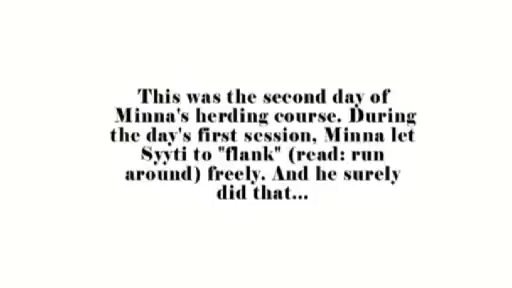 This was the second day of
Minna's herding course. During
the day's first session, Minna let
Syyti to "flank" (read: run
around) freely. And he surely
did that...